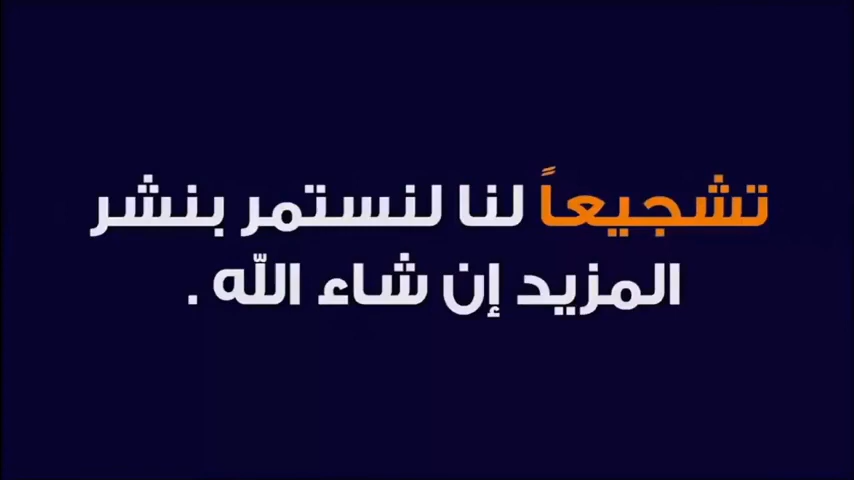 تشجيعاً لنا لنستمر بنشر
المزيد إن شاء الله .